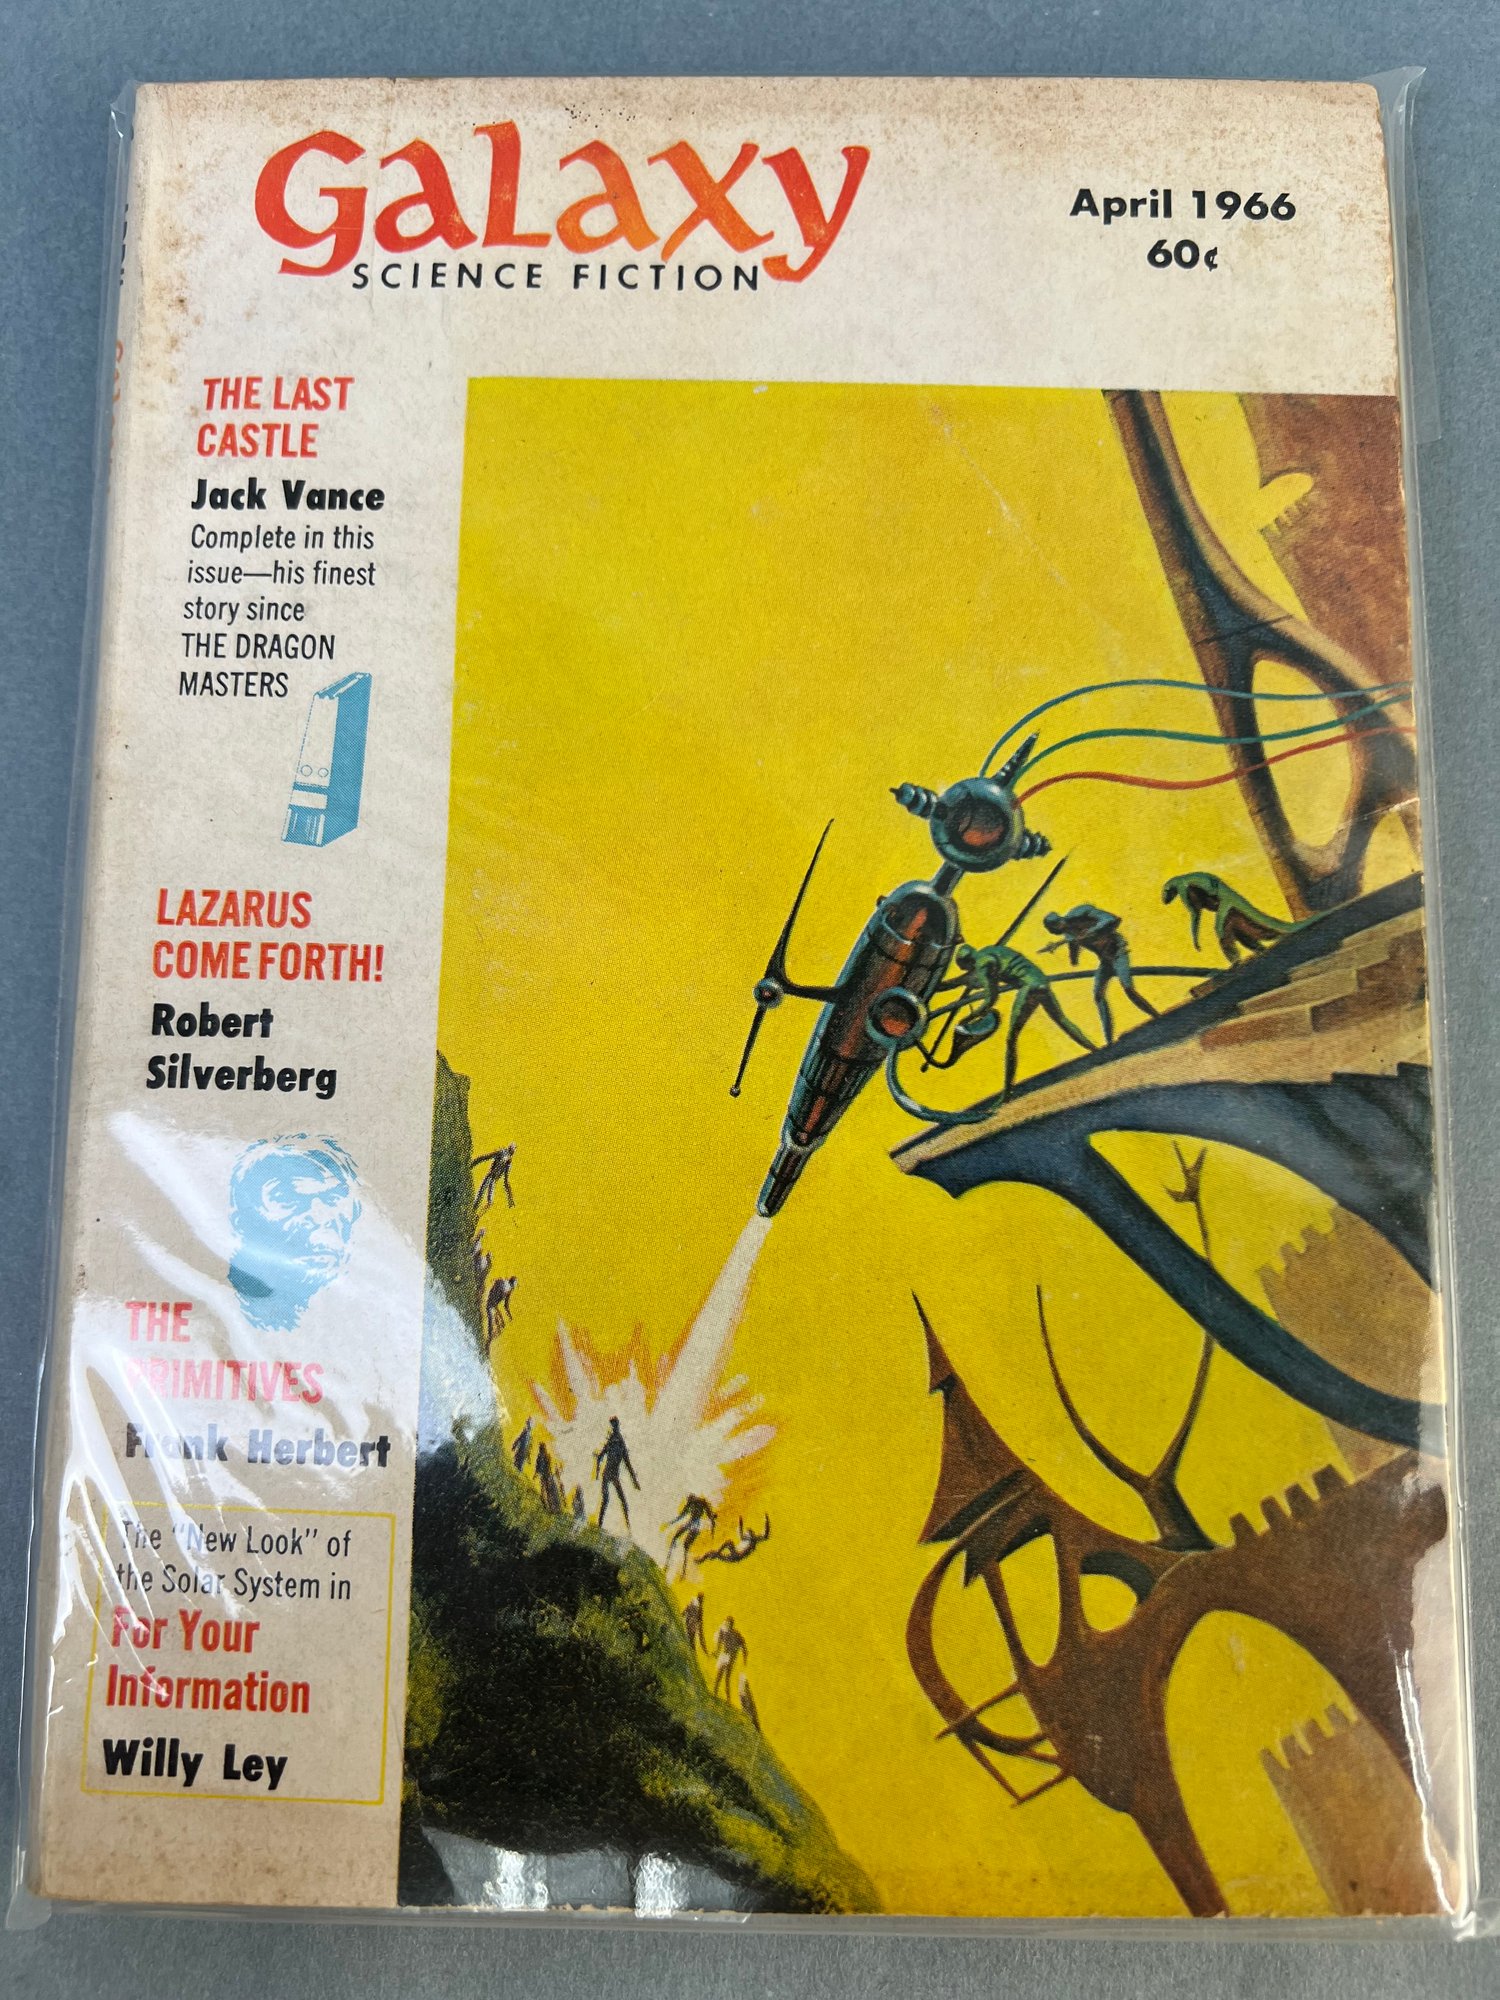 Galaxy
SCIENCE FICTION
April 1966
60¢
THE LAST
CASTLE
Jack Vance
Complete in this
issue—his finest
story since
THE DRAGON
MASTERS
LAZARUS
COME FORTH!
Robert
Silverberg
THE
PRIMITIVES
Frank Herbert
The "New Look" of
the Solar System in
For Your
Information
Willy Ley